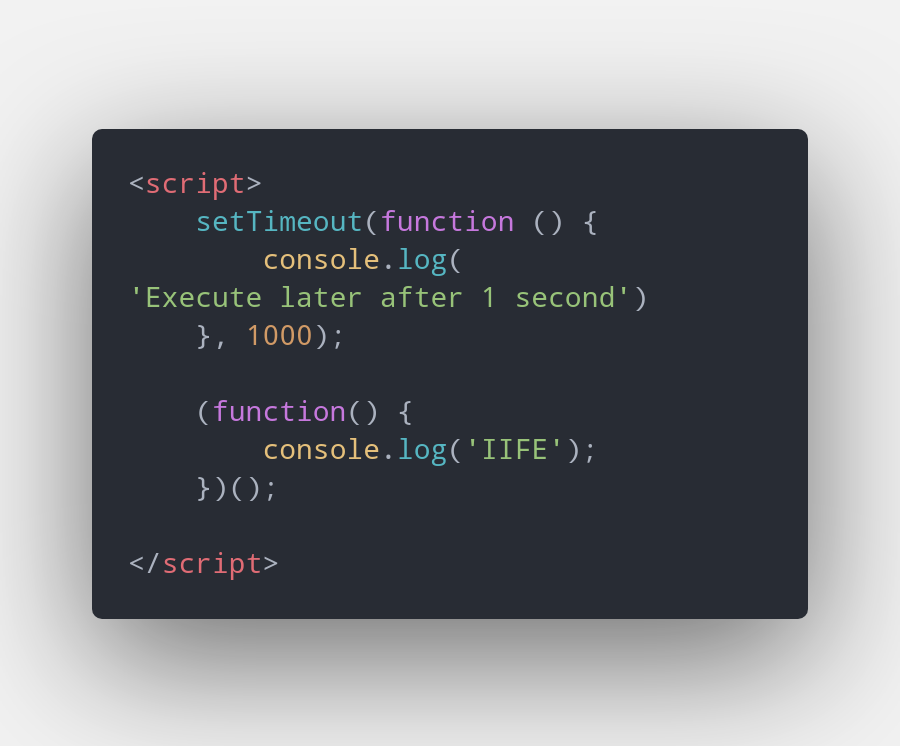 <script>
    setTimeout(function () {
        console.log(
'Execute later after 1 second')
    }, 1000);

    (function() {
        console.log('IIFE');
    })();

</script>